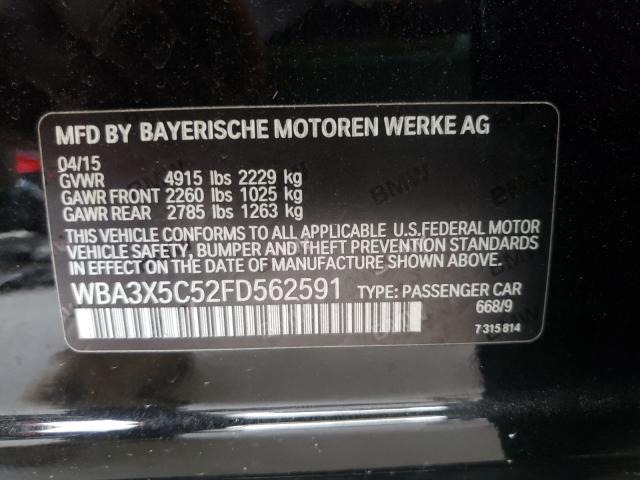 MFD BY BAYERISCHE MOTOREN WERKE AG
04/15
GVWR 4915 lbs 2229 kg
GAWR FRONT 2260 lbs 1025 kg
GAWR REAR 2785 lbs 1263 kg
THIS VEHICLE CONFORMS TO ALL APPLICABLE U.S.FEDERAL MOTOR
VEHICLE SAFETY, BUMPER AND THEFT PREVENTION STANDARDS
IN EFFECT ON THE DATE OF MANUFACTURE SHOWN ABOVE.
WBA3X5C52FD562591 TYPE: PASSENGER CAR
668/9
7 315 814